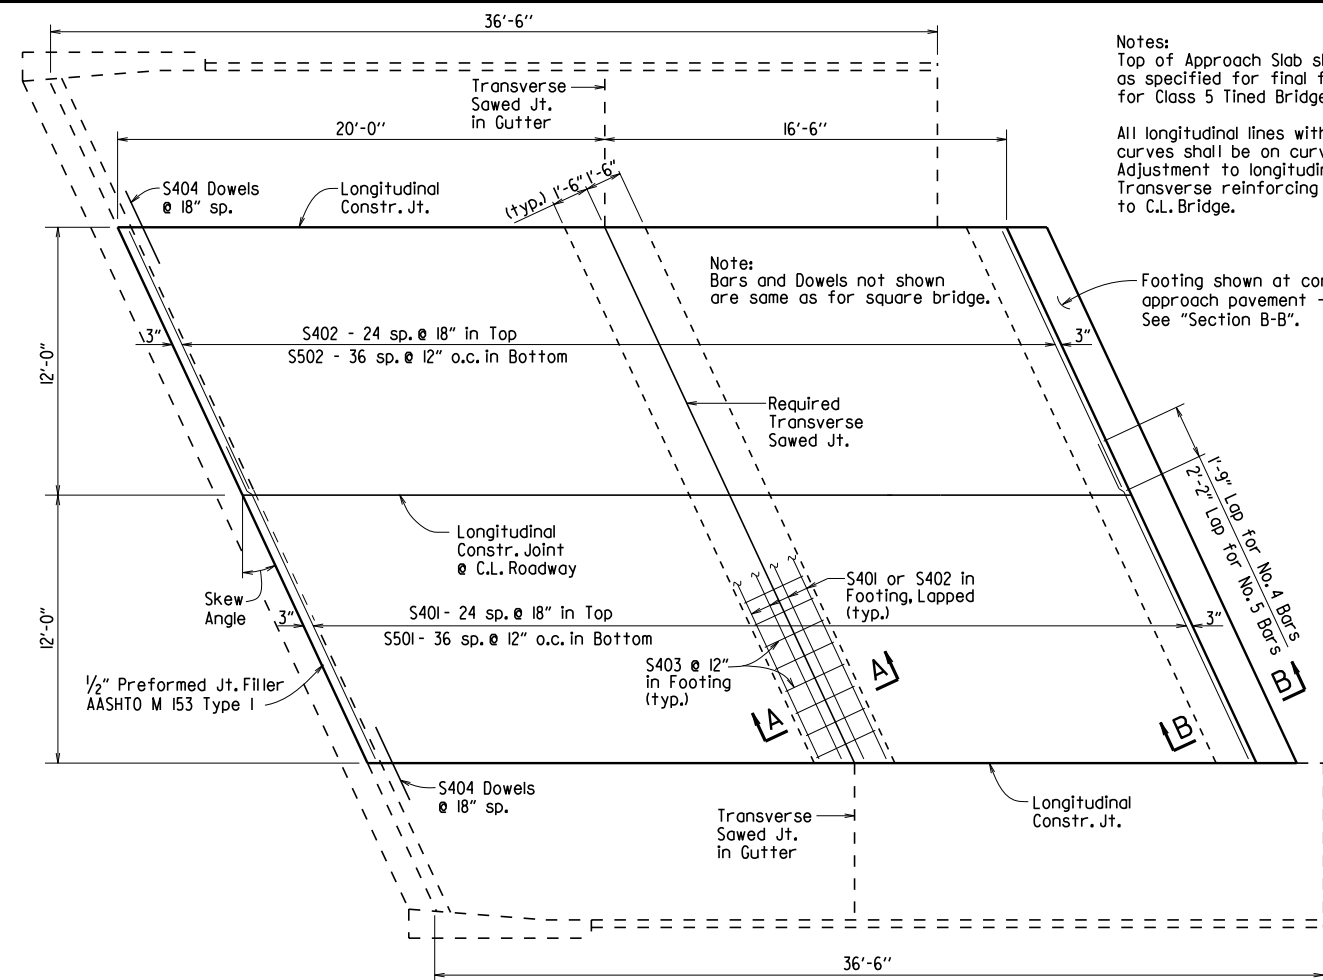 36'-6"
Notes:
Top of Approach Slab
as specified for final
for Class 5 Tined Bridge
All longitudinal lines
curves shall be on
Adjustment to
Transverse reinforcing
to C.L. Bridge.
Transverse
Sawed Jt.
in Gutter
20'-0"
16'-6"
S404 Dowels
@ 18" sp.
Longitudinal
Constr. Jt.
(typ.) 1'-6" 1'-6"
Note:
Bars and Dowels not shown
are same as for square bridge.
Footing shown at
approach pavement -
See "Section B-B".
12'-0"
3"
S402 - 24 sp. @ 18" in Top
S502 - 36 sp. @ 12" o.c. in Bottom
3"
Required
Transverse
Sawed Jt.
1'-9" Lap for No. 4 Bars
2'-2" Lap for No. 5 Bars
Longitudinal
Constr. Joint
@ C.L. Roadway
Skew
Angle
S401 or S402 in
Footing, Lapped
(typ.)
12'-0"
3"
S401 - 24 sp. @ 18" in Top
S501 - 36 sp. @ 12" o.c. in Bottom
3"
S403 @ 12"
in Footing
(typ.)
1/2" Preformed Jt. Filler
AASHTO M 153 Type I
A
A
B
B
S404 Dowels
@ 18" sp.
Transverse
Sawed Jt.
in Gutter
Longitudinal
Constr. Jt.
36'-6"